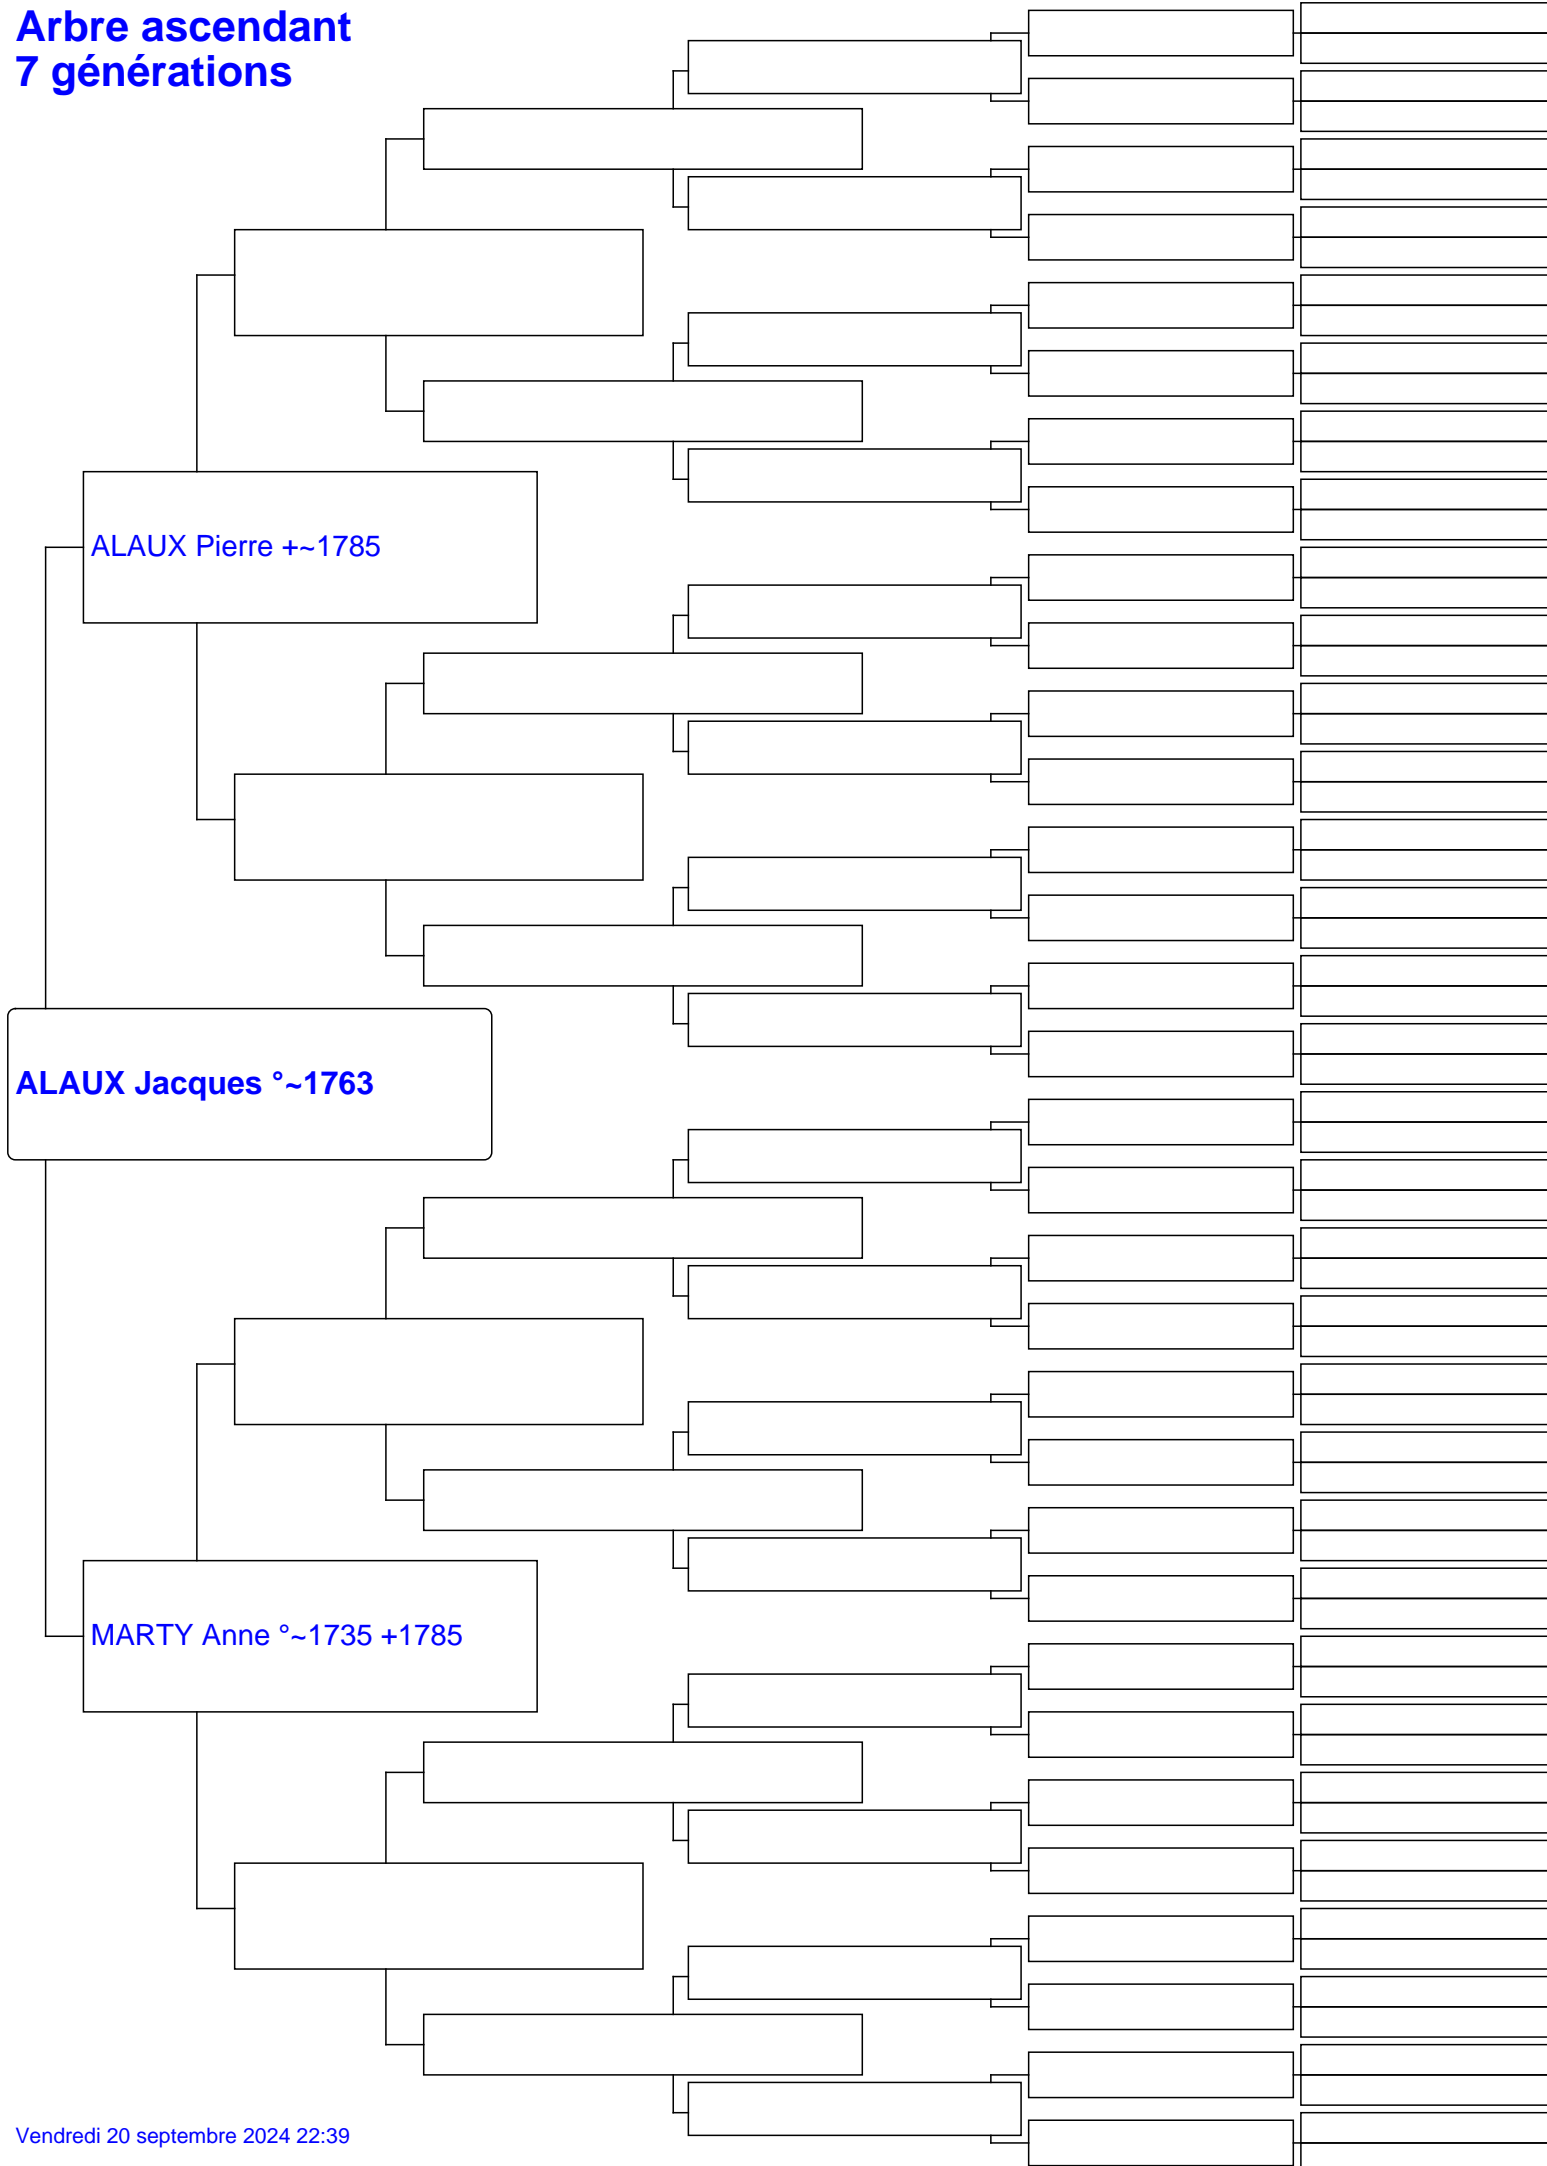 Arbre ascendant
7 générations
ALAUX Pierre +~1785
ALAUX Jacques °~1763
MARTY Anne °~1735 +1785
Vendredi 20 septembre 2024 22:39